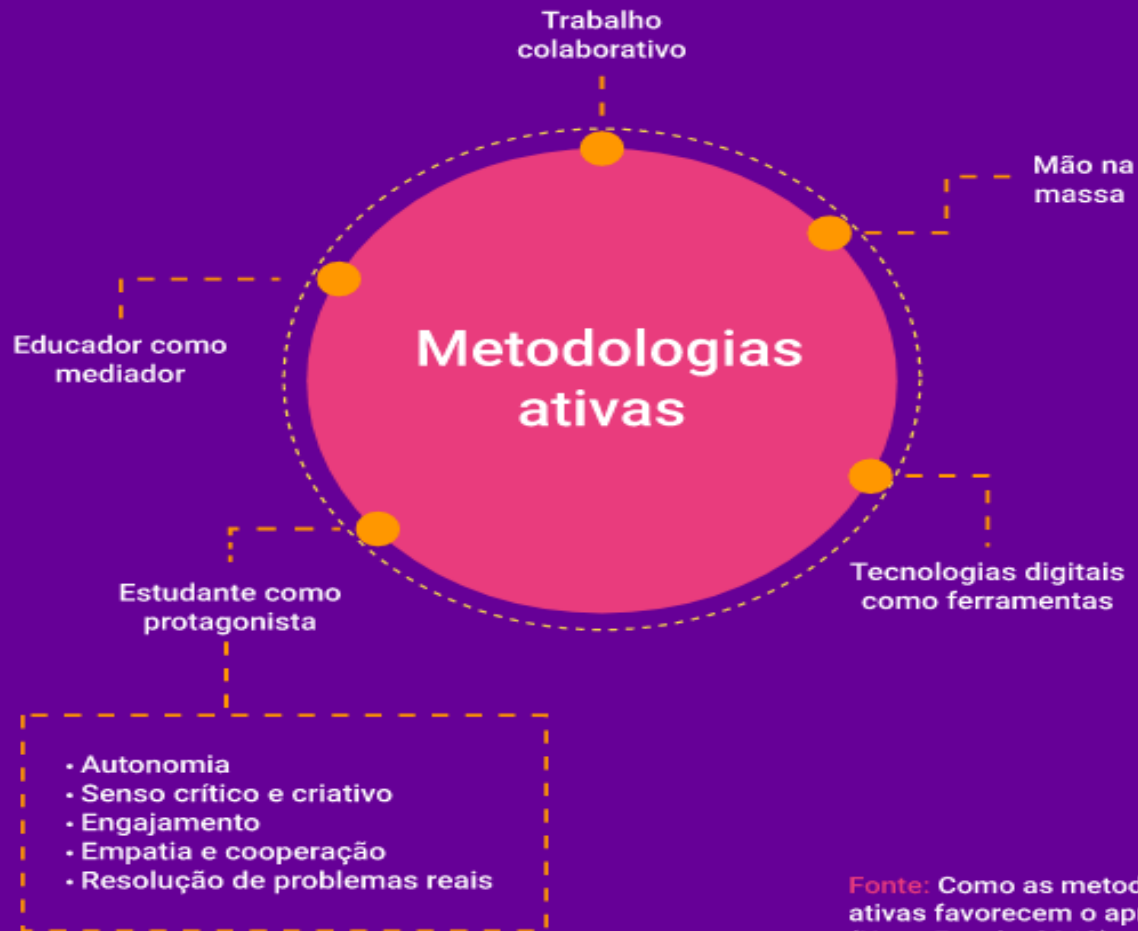 Trabalho
colaborativo
Mão na
massa
Educador como
mediador
Metodologias
ativas
Tecnologias digitais
como ferramentas
Estudante como
protagonista
• Autonomia
• Senso crítico e criativo
• Engajamento
• Empatia e cooperação
• Resolução de problemas reais
Fonte: Como as metod
ativas favorecem o apr